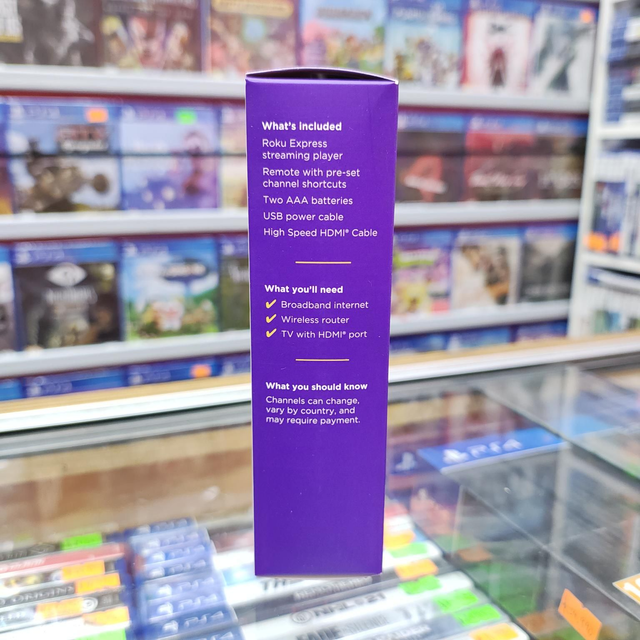 What's included
Roku Express
streaming player
Remote with pre-set
channel shortcuts
Two AAA batteries
USB power cable
High Speed HDMI® Cable
What you'll need
✔ Broadband internet
✔ Wireless router
✔ TV with HDMI® port
What you should know
Channels can change,
vary by country, and
may require payment.
PS4